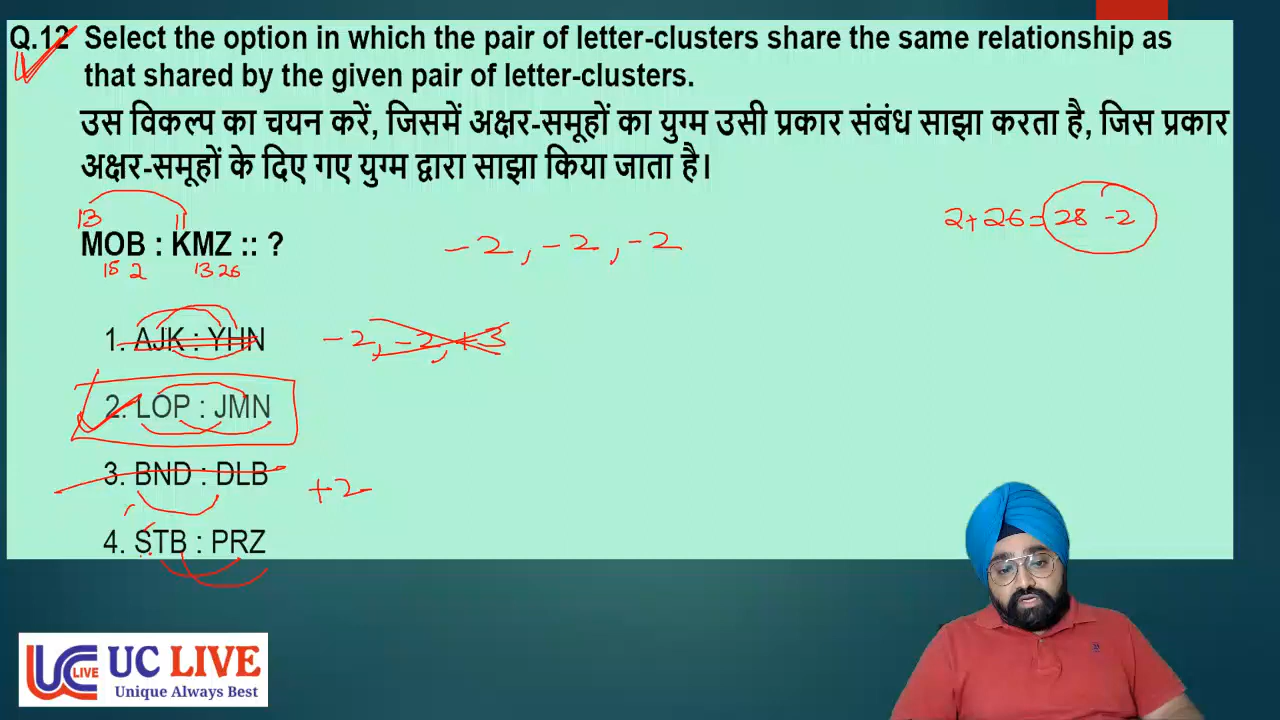 Q.12 Select the option in which the pair of letter-clusters share the same relationship as
that shared by the given pair of letter-clusters.
उस विकल्प का चयन करें, जिसमें अक्षर-समूहों का युग्म उसी प्रकार संबंध साझा करता है, जिस प्रकार
अक्षर-समूहों के दिए गए युग्म द्वारा साझा किया जाता है।
13 11
2+26=28 -2
MOB : KMZ :: ?
-2, -2, -2
15 2 13 26
1. AJK : YHN
-2, -2, +3
2. LOP : JMN
3. BND : DLB
+2
4. STB : PRZ
UC LIVE
LIVE
Unique Always Best